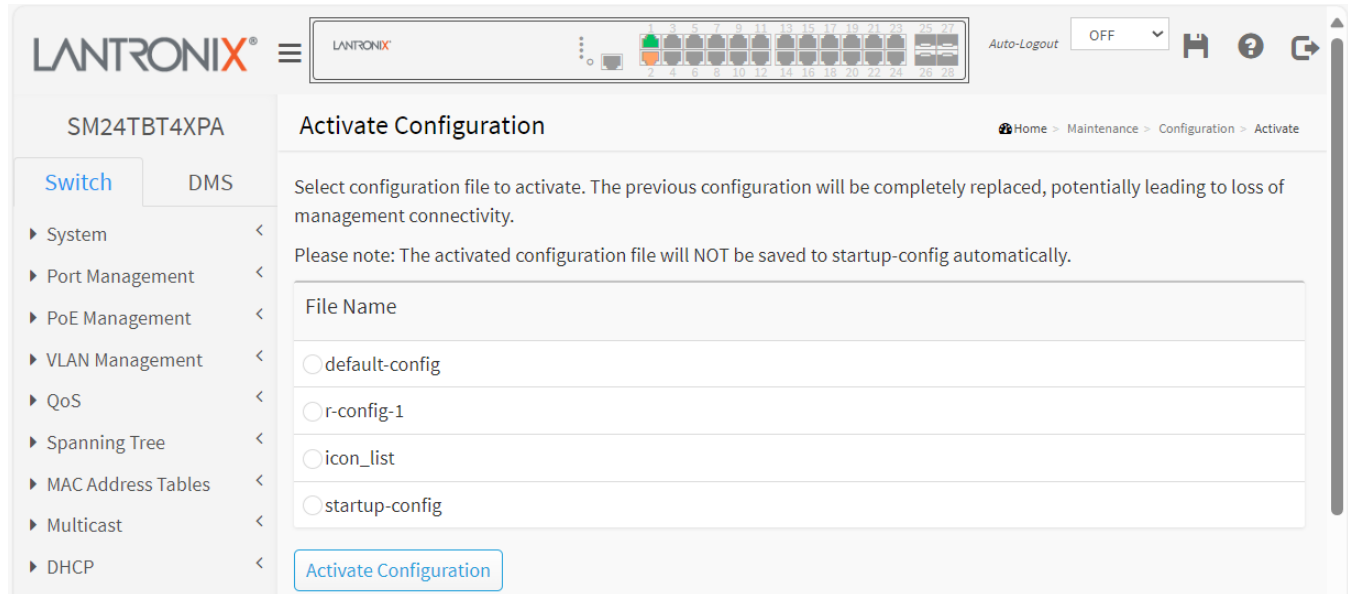 LANTRONIX®
LANTRONIX
1 3 5 7 9 11 13 15 17 19 21 23 25 27
2 4 6 8 10 12 14 16 18 20 22 24 26 28
Auto-Logout OFF
SM24TBT4XPA
Switch DMS
System
Port Management
PoE Management
VLAN Management
QoS
Spanning Tree
MAC Address Tables
Multicast
DHCP
Activate Configuration
Home > Maintenance > Configuration > Activate
Select configuration file to activate. The previous configuration will be completely replaced, potentially leading to loss of
management connectivity.
Please note: The activated configuration file will NOT be saved to startup-config automatically.
File Name
default-config
r-config-1
icon_list
startup-config
Activate Configuration